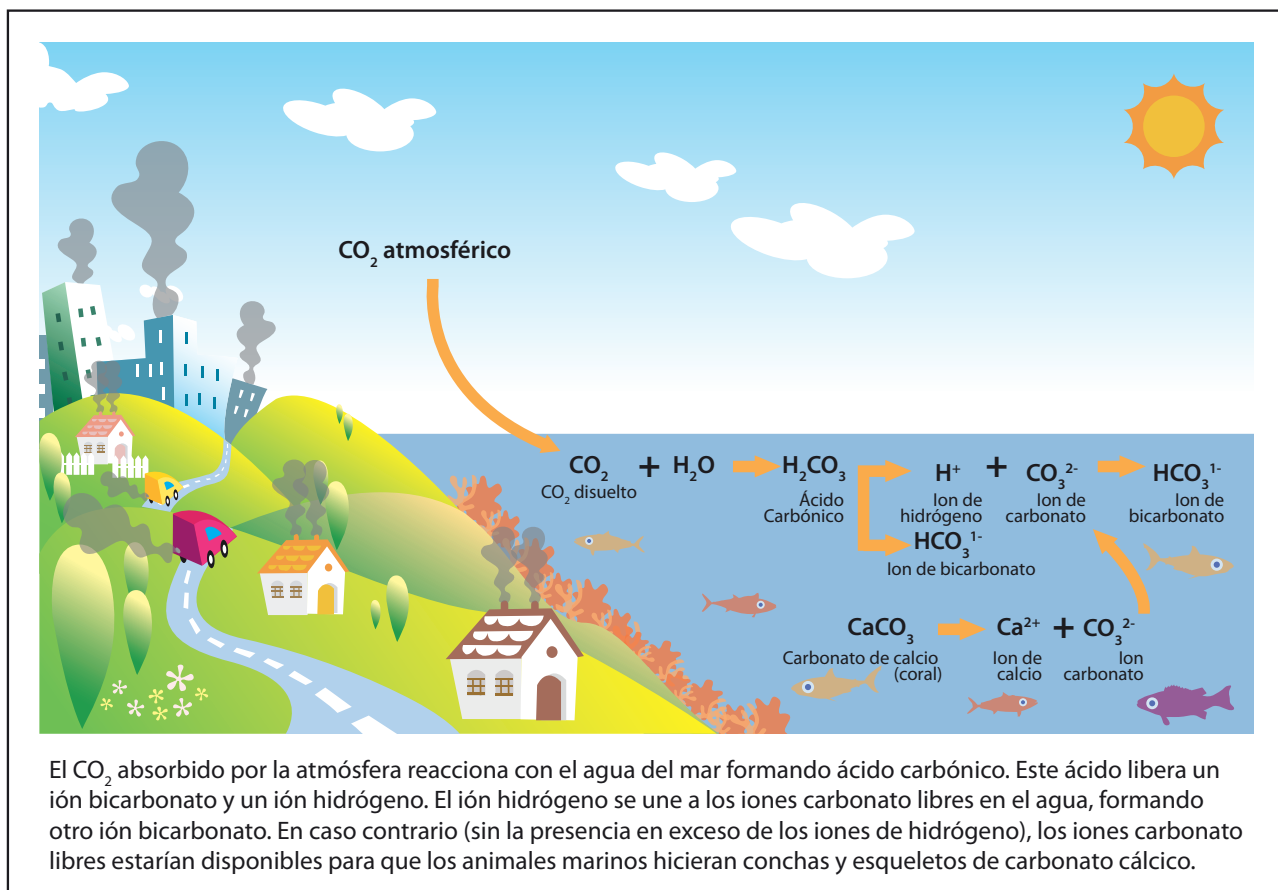 CO₂ atmosférico
CO₂ + H₂O H₂CO₃ H⁺ + CO₃²⁻ HCO₃¹⁻
CO₂ disuelto
Ácido
Carbónico
Ion de
hidrógeno
Ion de
carbonato
Ion de
bicarbonato
HCO₃¹⁻
Ion de bicarbonato
CaCO₃ Ca²⁺ + CO₃²⁻
Carbonato de calcio
(coral)
Ion de
calcio
Ion
carbonato
El CO₂ absorbido por la atmósfera reacciona con el agua del mar formando ácido carbónico. Este ácido libera un
ión bicarbonato y un ión hidrógeno. El ión hidrógeno se une a los iones carbonato libres en el agua, formando
otro ión bicarbonato. En caso contrario (sin la presencia en exceso de los iones de hidrógeno), los iones carbonato
libres estarían disponibles para que los animales marinos hicieran conchas y esqueletos de carbonato cálcico.